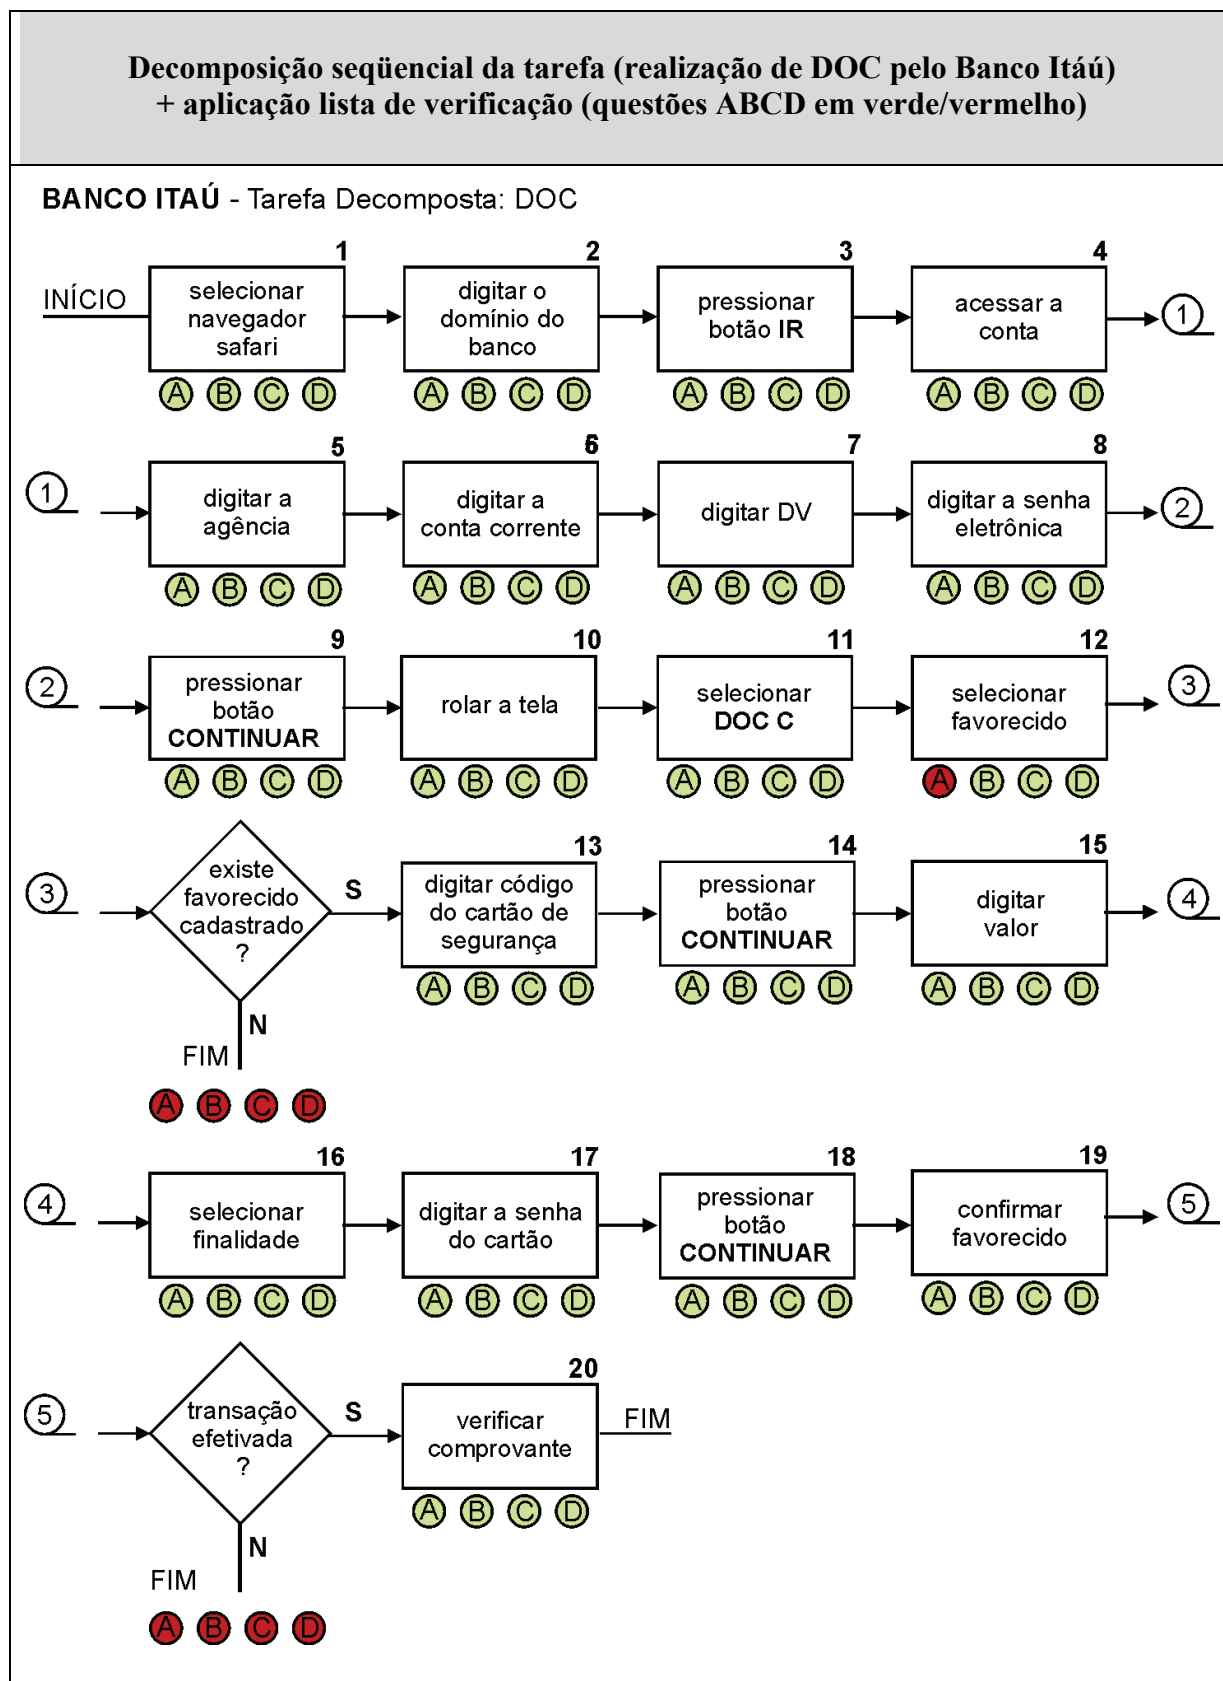 Decomposição seqüencial da tarefa (realização de DOC pelo Banco Itáú)
+ aplicação lista de verificação (questões ABCD em verde/vermelho)
BANCO ITAÚ - Tarefa Decomposta: DOC
1 2 3 4
INÍCIO
selecionar
navegador
safari
digitar o
domínio do
banco
pressionar
botão IR
acessar a
conta
1
A B C D A B C D A B C D A B C D
5 6 7 8
1
digitar a
agência
digitar a
conta corrente
digitar DV
digitar a senha
eletrônica
2
A B C D A B C D A B C D A B C D
9 10 11 12
2
pressionar
botão
CONTINUAR
rolar a tela
selecionar
DOC C
selecionar
favorecido
3
A B C D A B C D A B C D A B C D
13 14 15
3
existe
favorecido
cadastrado
?
S
digitar código
do cartão de
segurança
pressionar
botão
CONTINUAR
digitar
valor
4
A B C D A B C D A B C D
N
FIM
A B C D
16 17 18 19
4
selecionar
finalidade
digitar a senha
do cartão
pressionar
botão
CONTINUAR
confirmar
favorecido
5
A B C D A B C D A B C D A B C D
20
5
transação
efetivada
?
S
verificar
comprovante
FIM
A B C D
N
FIM
A B C D